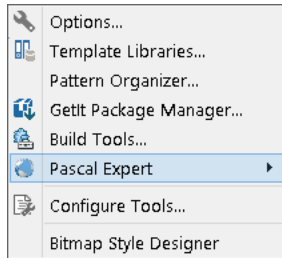 Options...
Template Libraries...
Pattern Organizer...
GetIt Package Manager...
Build Tools...
Pascal Expert
Configure Tools...
Bitmap Style Designer